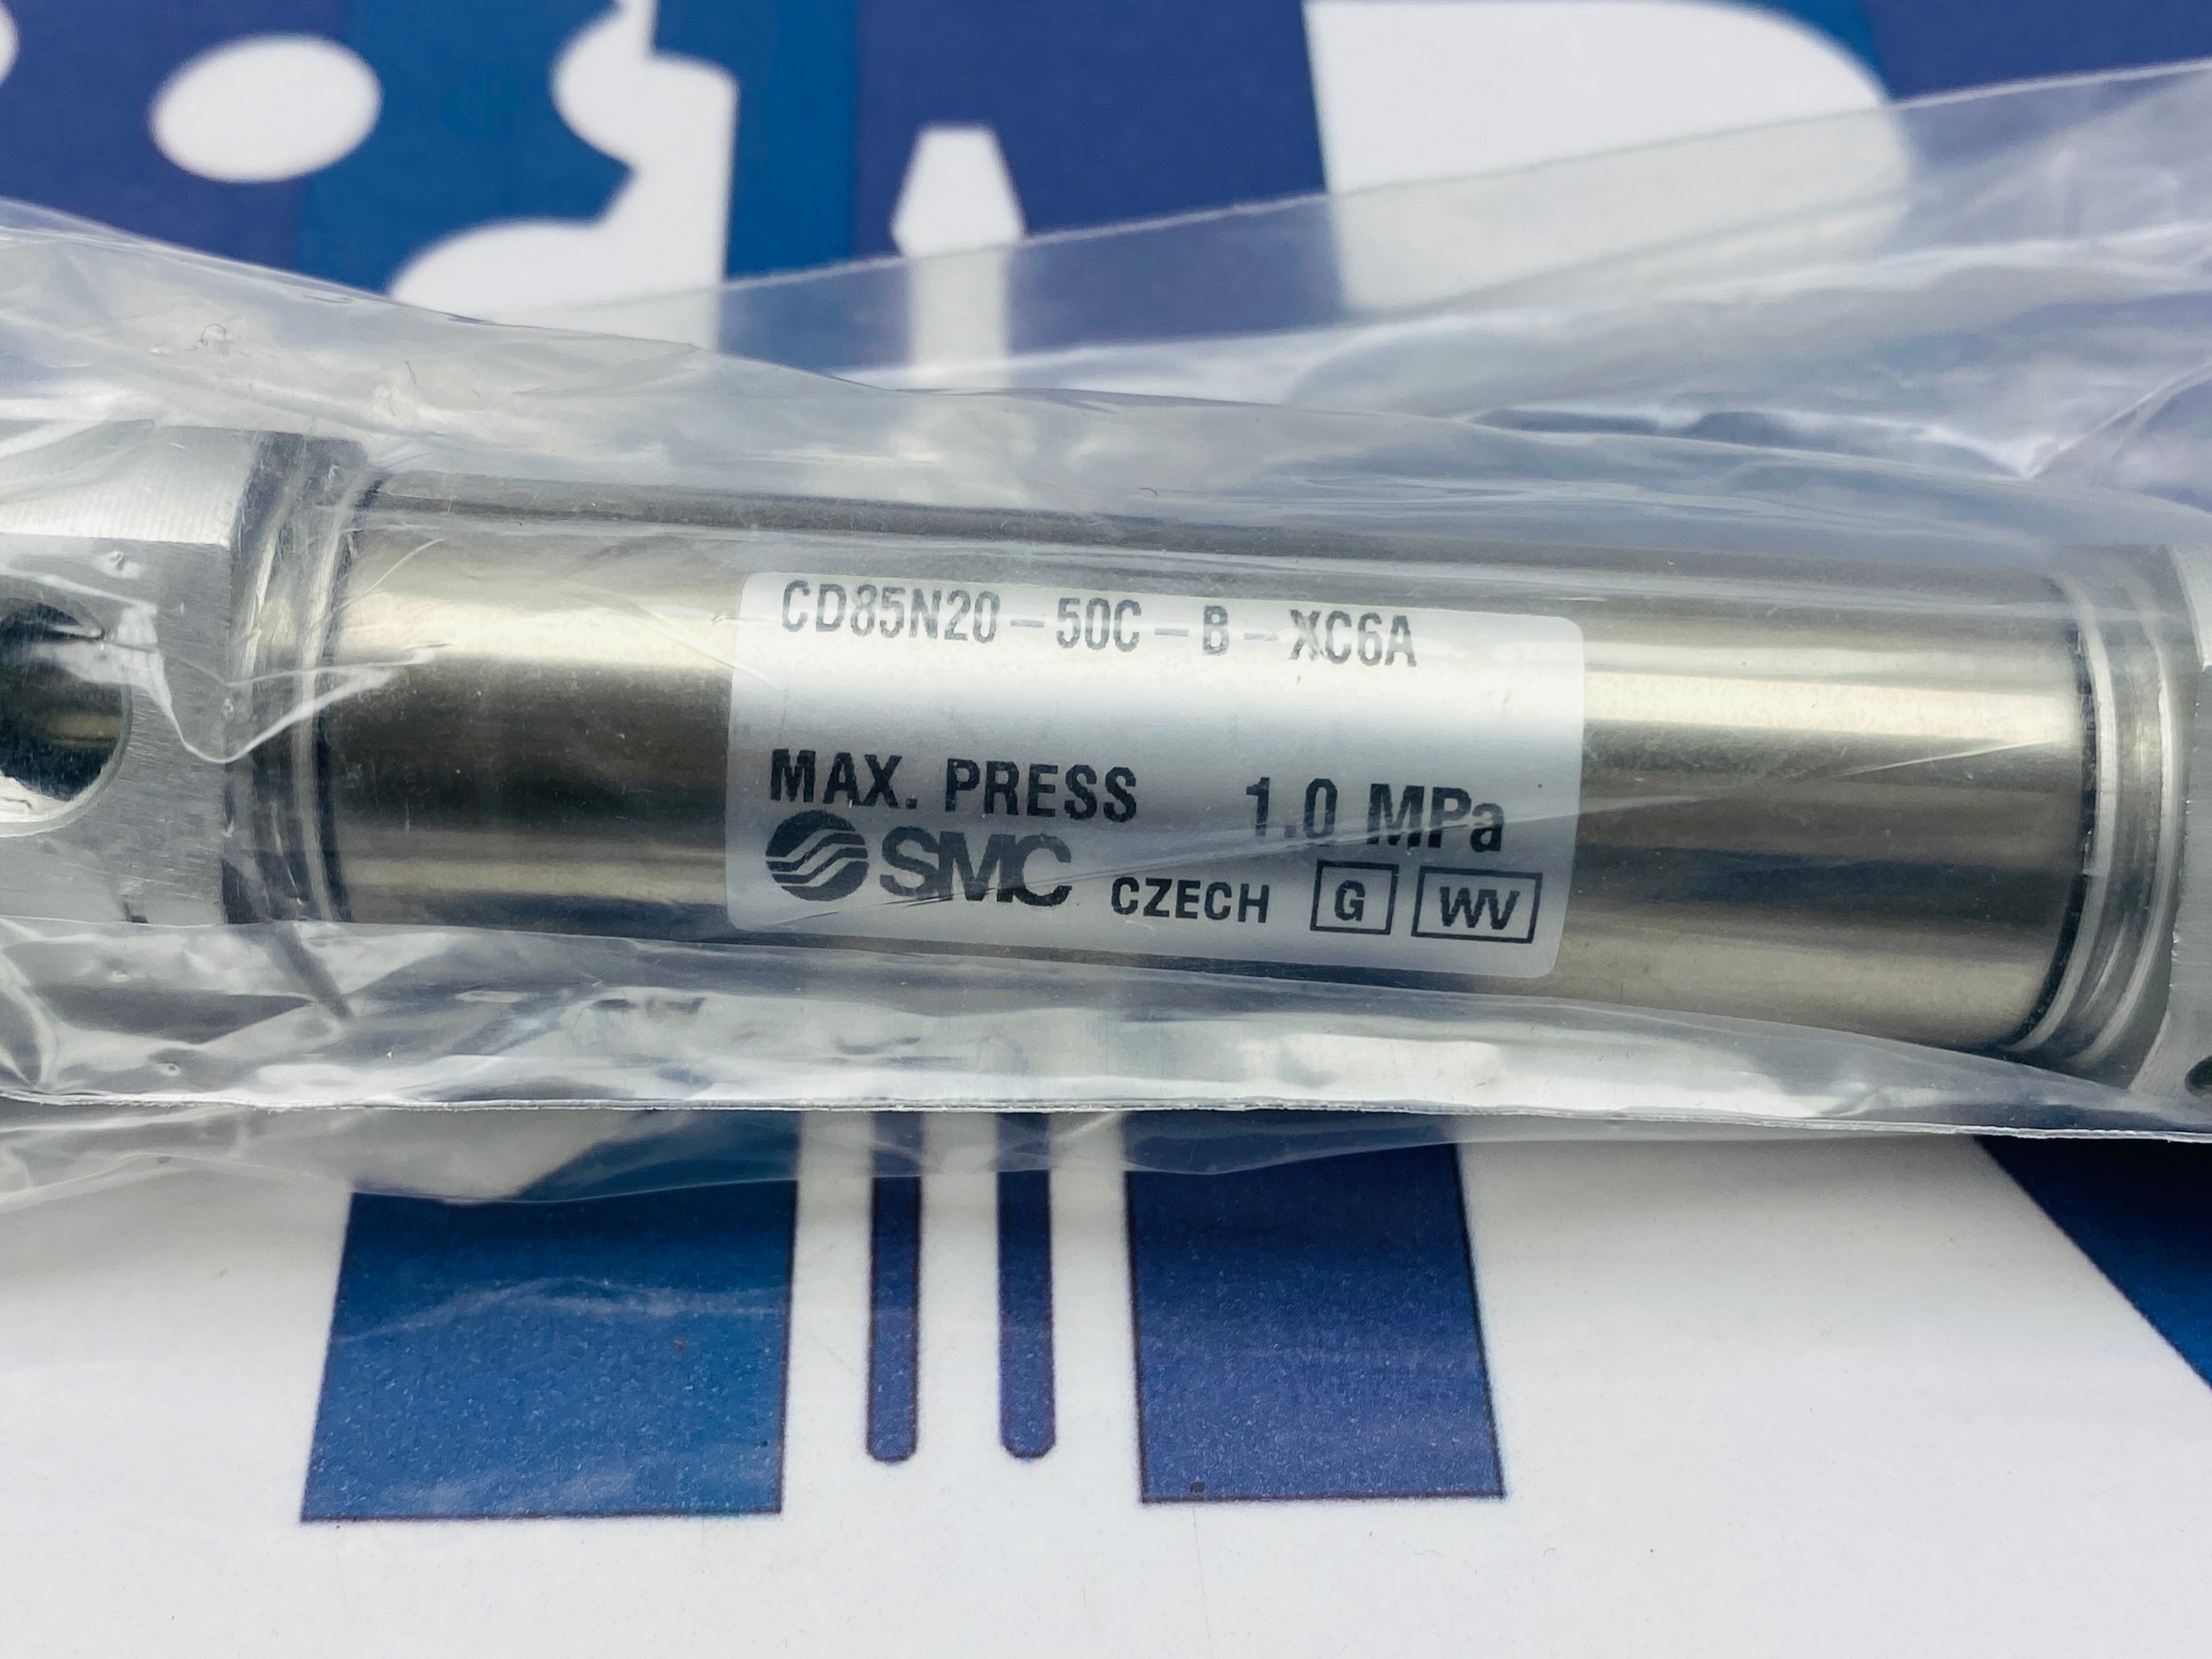 CD85N20-50C-B-XC6A
MAX. PRESS 1.0 MPa
SMC CZECH G WV